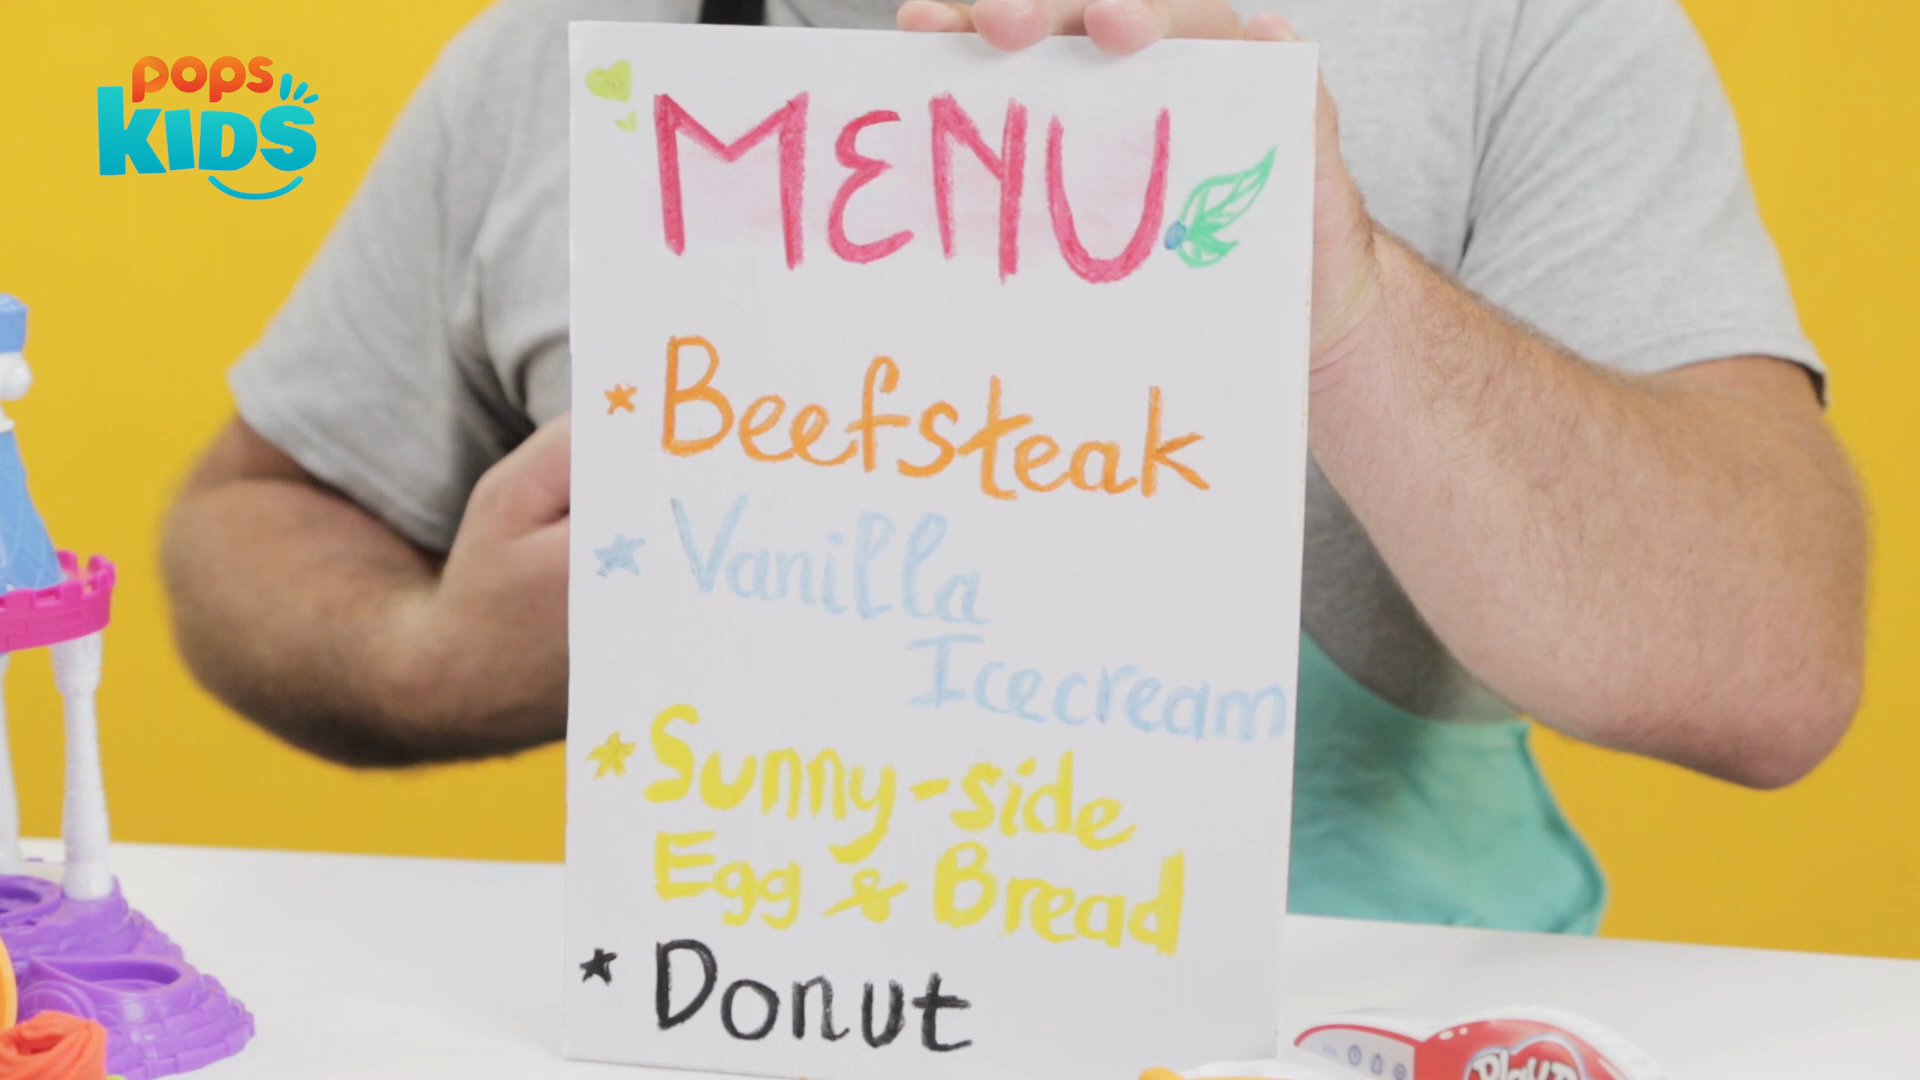 pops
KIDS
MENU
Beefsteak
Vanilla
Icecream
Sunny-side
Egg & Bread
Donut